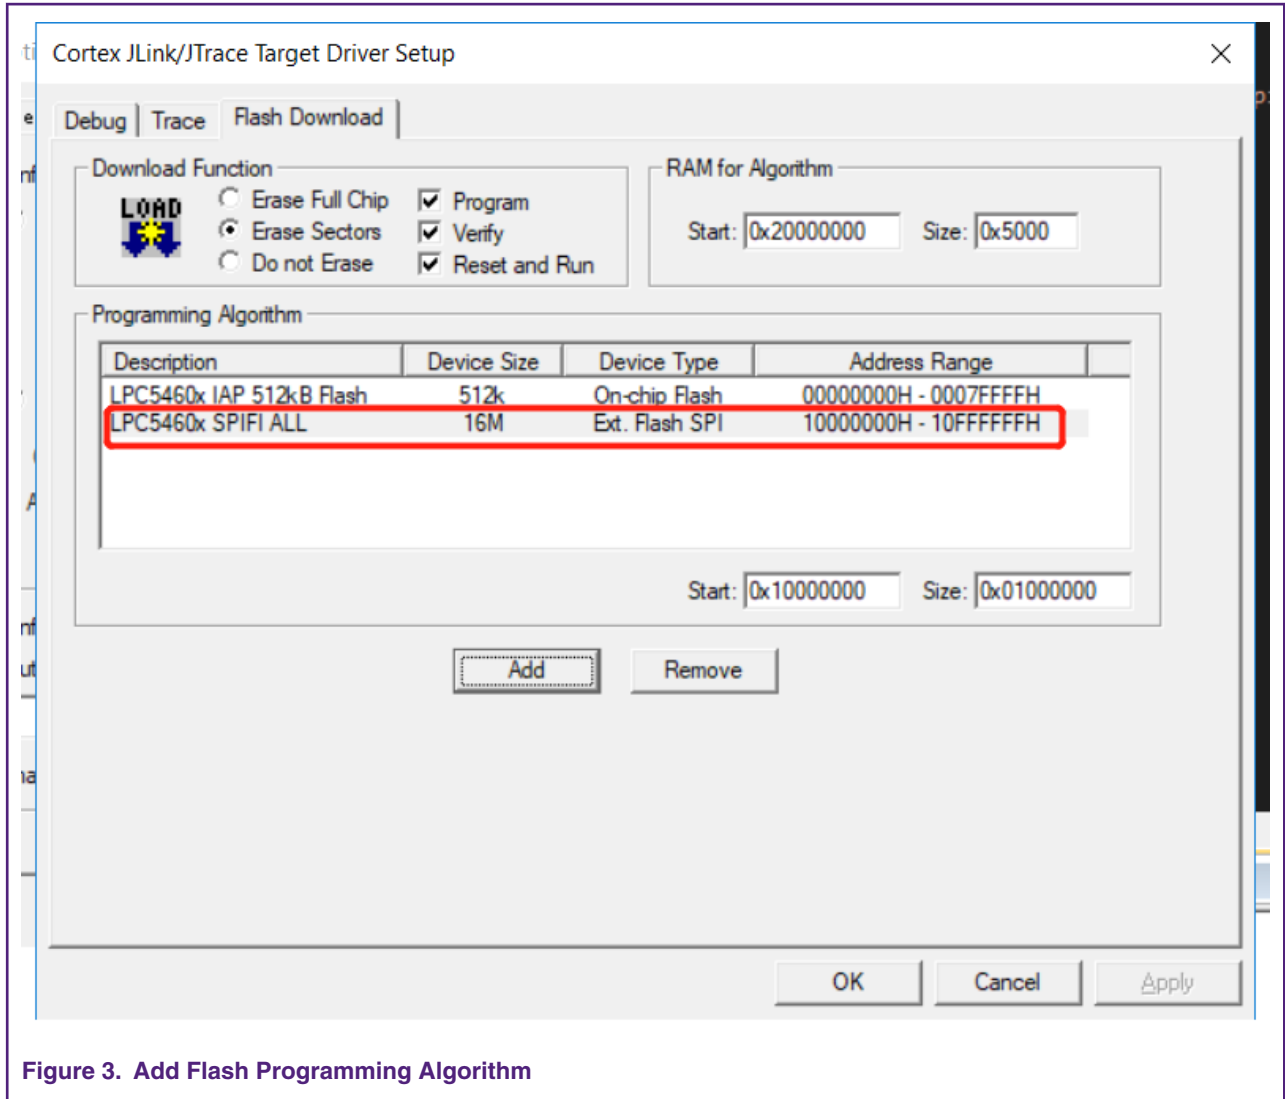 Cortex JLink/JTrace Target Driver Setup
Debug Trace Flash Download
Download Function
LOAD
Erase Full Chip
Erase Sectors
Do not Erase
Program
Verify
Reset and Run
RAM for Algorithm
Start: 0x20000000 Size: 0x5000
Programming Algorithm
Description Device Size Device Type Address Range
LPC5460x IAP 512kB Flash 512k On-chip Flash 00000000H - 0007FFFFH
LPC5460x SPIFI ALL 16M Ext. Flash SPI 10000000H - 10FFFFFFH
Start: 0x10000000 Size: 0x01000000
Add Remove
OK Cancel Apply
Figure 3. Add Flash Programming Algorithm